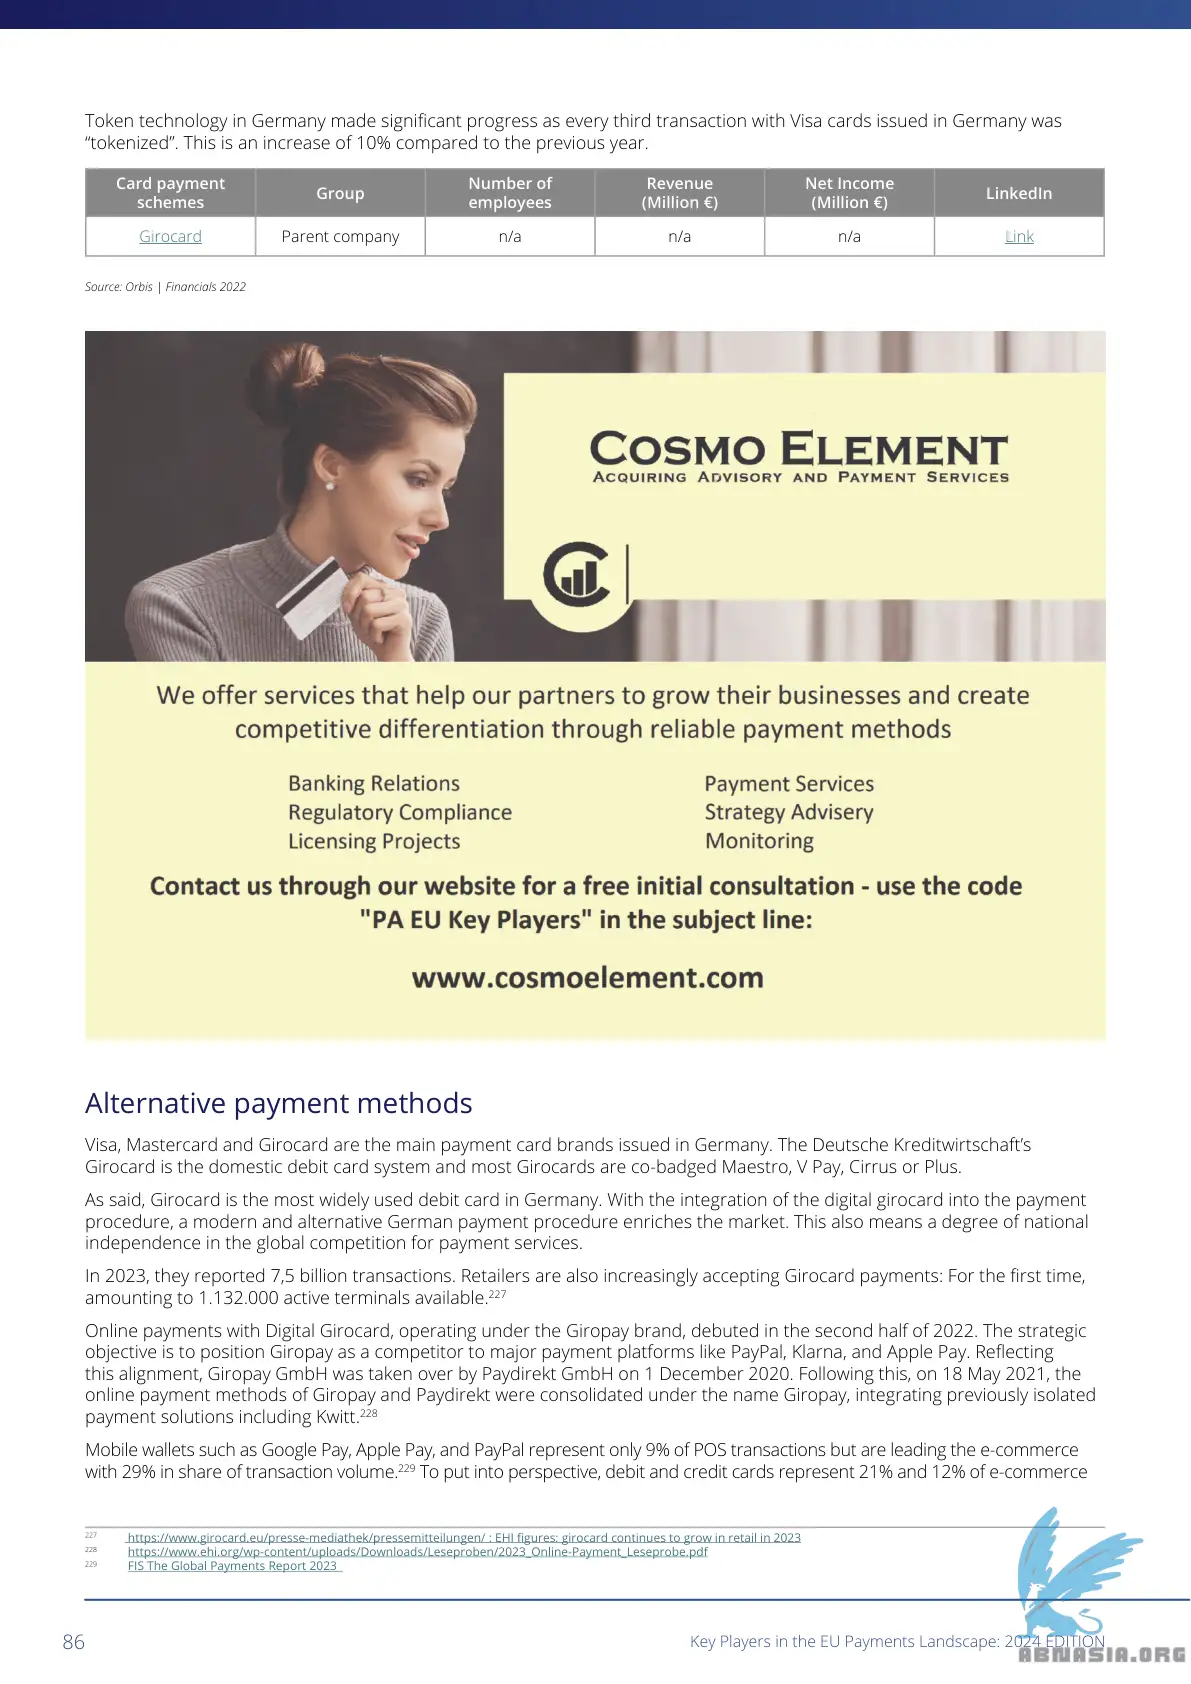 Token technology in Germany made significant progress as every third transaction with Visa cards issued in Germany was
“tokenized”. This is an increase of 10% compared to the previous year.
Card payment schemes Group Number of employees Revenue (Million €) Net Income (Million €) LinkedIn
Girocard Parent company n/a n/a n/a Link
Source: Orbis | Financials 2022
COSMO ELEMENT
ACQUIRING ADVISORY AND PAYMENT SERVICES
We offer services that help our partners to grow their businesses and create
competitive differentiation through reliable payment methods
Banking Relations
Regulatory Compliance
Licensing Projects
Payment Services
Strategy Advisery
Monitoring
Contact us through our website for a free initial consultation - use the code
"PA EU Key Players" in the subject line:
www.cosmoelement.com
Alternative payment methods
Visa, Mastercard and Girocard are the main payment card brands issued in Germany. The Deutsche Kreditwirtschaft’s
Girocard is the domestic debit card system and most Girocards are co-badged Maestro, V Pay, Cirrus or Plus.
As said, Girocard is the most widely used debit card in Germany. With the integration of the digital girocard into the payment
procedure, a modern and alternative German payment procedure enriches the market. This also means a degree of national
independence in the global competition for payment services.
In 2023, they reported 7,5 billion transactions. Retailers are also increasingly accepting Girocard payments: For the first time,
amounting to 1.132.000 active terminals available.227
Online payments with Digital Girocard, operating under the Giropay brand, debuted in the second half of 2022. The strategic
objective is to position Giropay as a competitor to major payment platforms like PayPal, Klarna, and Apple Pay. Reflecting
this alignment, Giropay GmbH was taken over by Paydirekt GmbH on 1 December 2020. Following this, on 18 May 2021, the
online payment methods of Giropay and Paydirekt were consolidated under the name Giropay, integrating previously isolated
payment solutions including Kwitt.228
Mobile wallets such as Google Pay, Apple Pay, and PayPal represent only 9% of POS transactions but are leading the e-commerce
with 29% in share of transaction volume.229 To put into perspective, debit and credit cards represent 21% and 12% of e-commerce
227 https://www.girocard.eu/presse-mediathek/pressemitteilungen/ : EHI figures: girocard continues to grow in retail in 2023
228 https://www.ehi.org/wp-content/uploads/Downloads/Leseproben/2023_Online-Payment_Leseprobe.pdf
229 FIS The Global Payments Report 2023
86
Key Players in the EU Payments Landscape: 2024 EDITION
ABNASIA.ORG